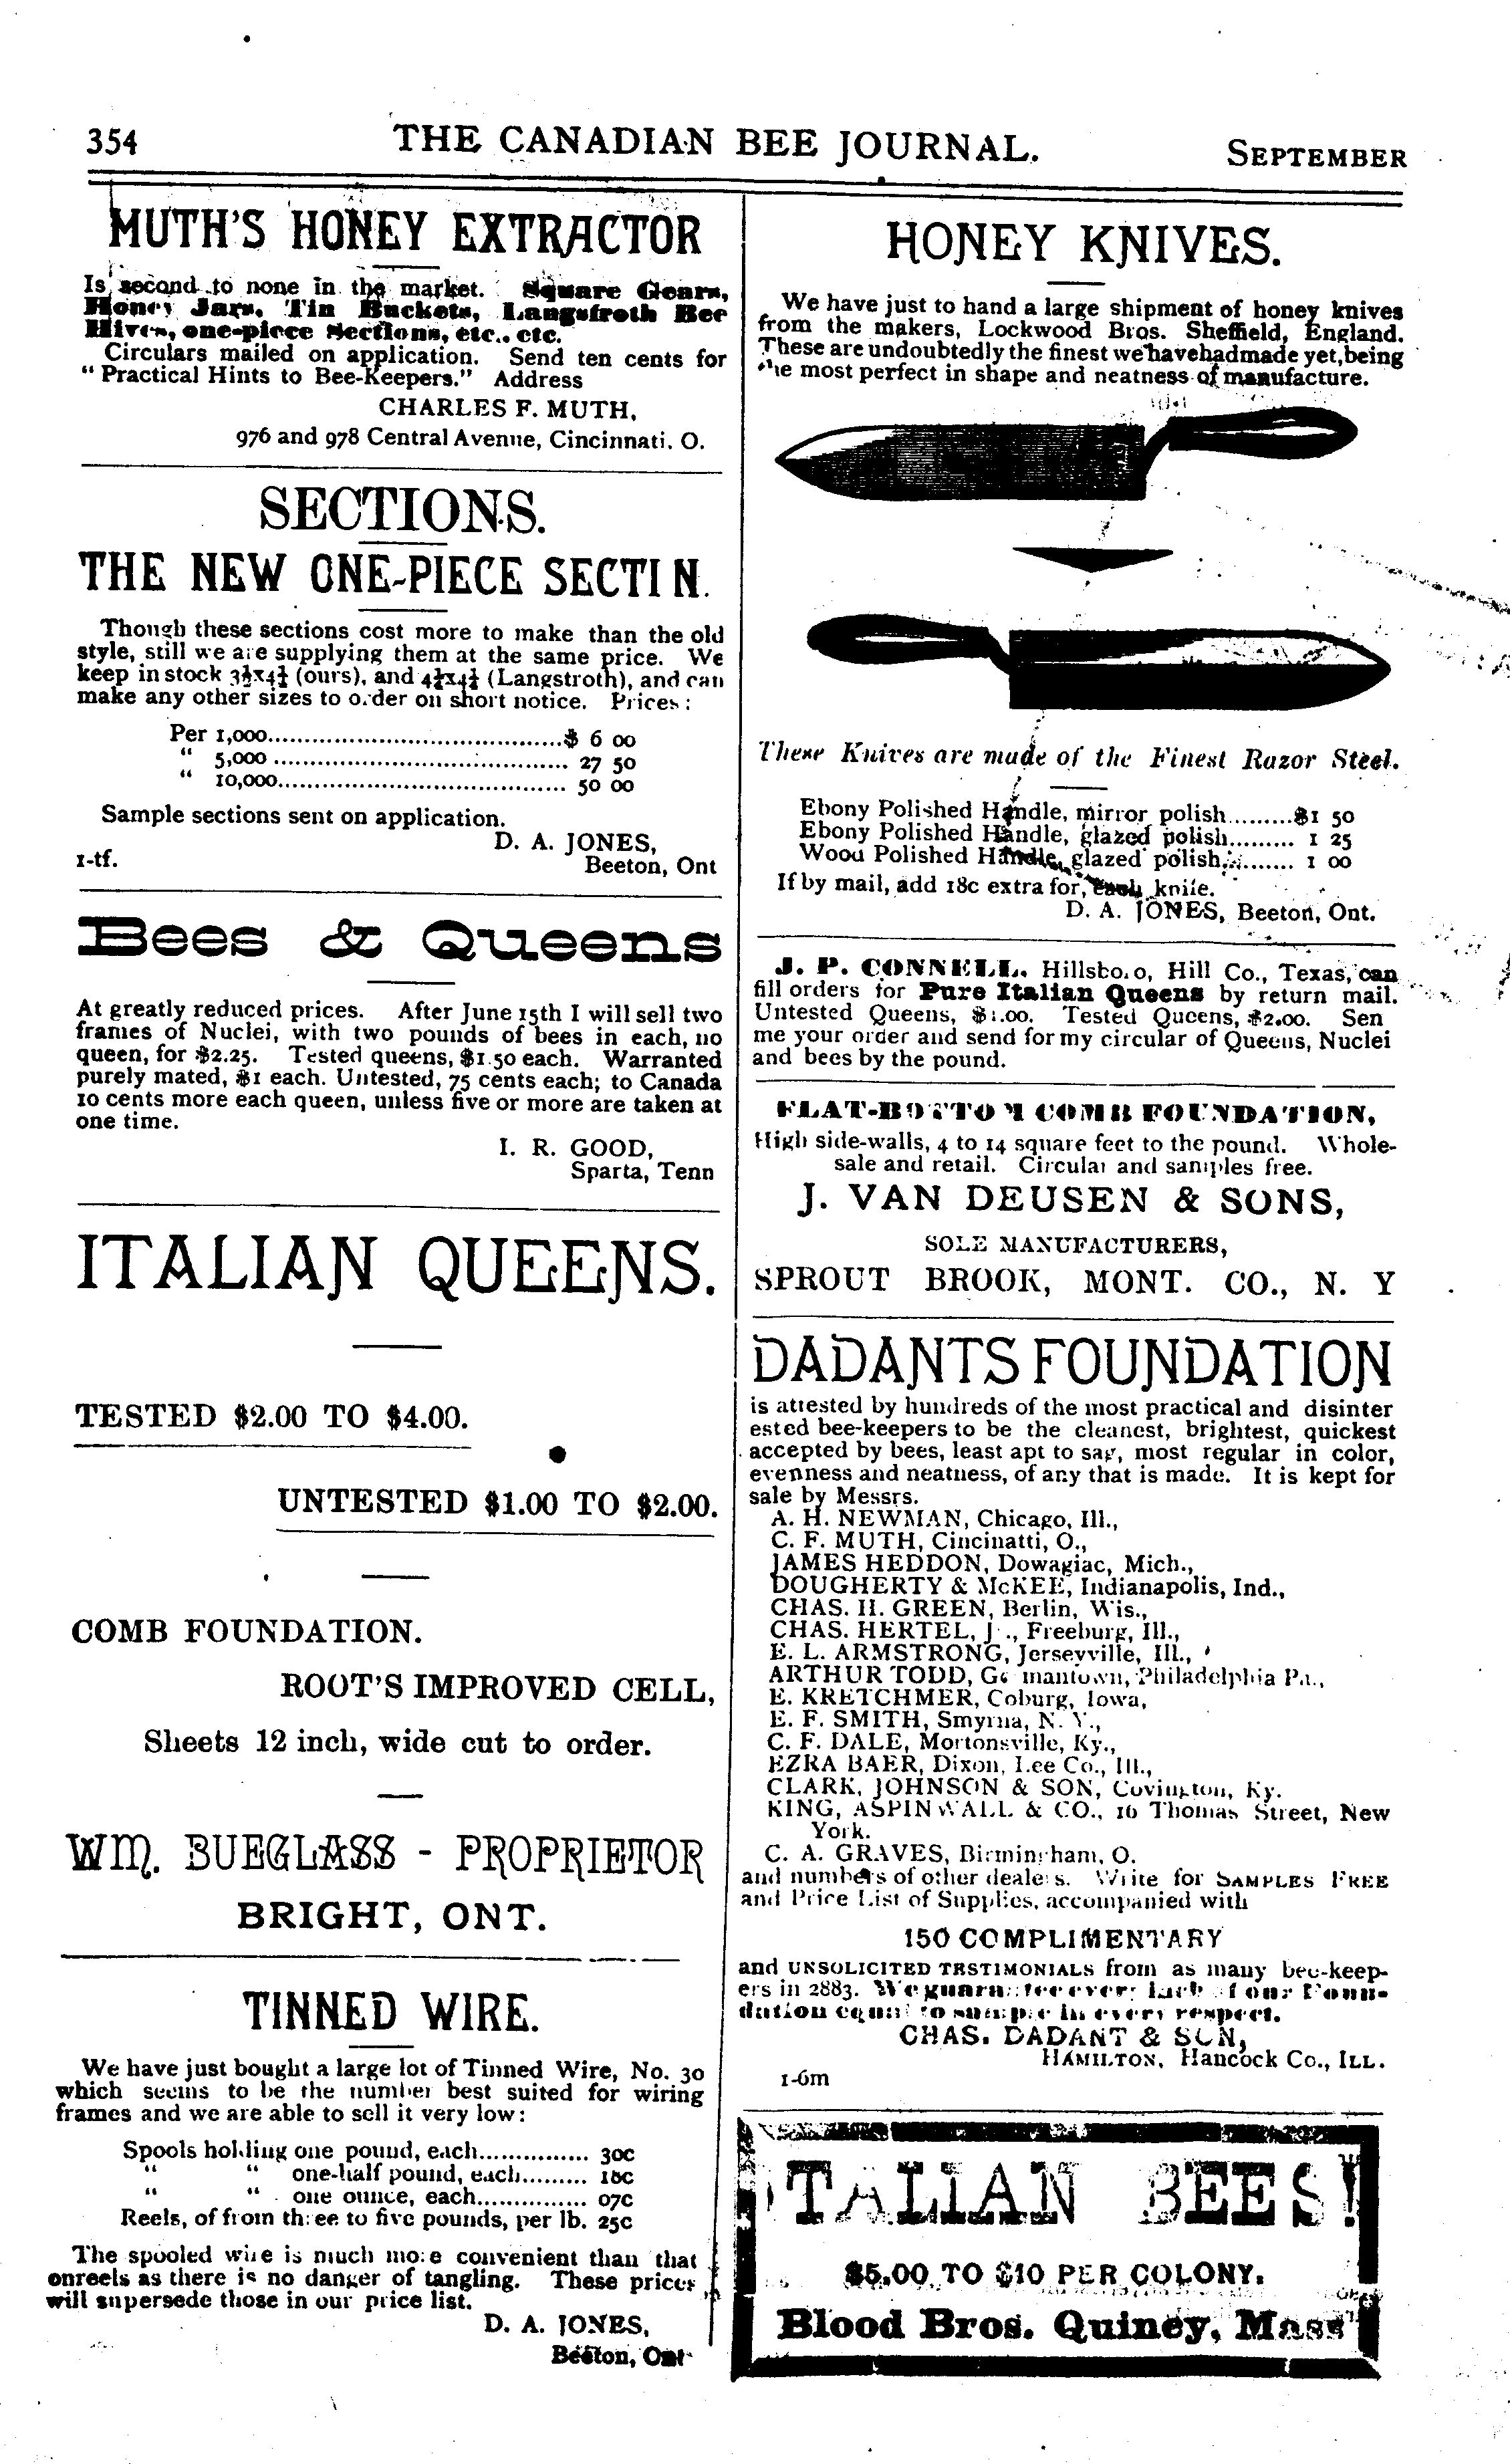 354
THE CANADIAN BEE JOURNAL.
SEPTEMBER
MUTH'S HONEY EXTRACTOR
Is second to none in the market. Square Gears,
Honey Jars, Tin Buckets, Langstroth Bee
Hives, one-piece Sections, etc., etc.
Circulars mailed on application. Send ten cents for
"Practical Hints to Bee-Keepers." Address
CHARLES F. MUTH,
976 and 978 Central Avenue, Cincinnati, O.
SECTIONS.
THE NEW ONE-PIECE SECTI N.
Though these sections cost more to make than the old
style, still we are supplying them at the same price. We
keep in stock 3½x4¼ (ours), and 4¼x4¼ (Langstroth), and can
make any other sizes to order on short notice. Prices:
Per 1,000........................................$ 6 00
" 5,000........................................ 27 50
" 10,000....................................... 50 00
Sample sections sent on application.
D. A. JONES,
1-tf. Beeton, Ont
Bees & Queens
At greatly reduced prices. After June 15th I will sell two
frames of Nuclei, with two pounds of bees in each, no
queen, for $2.25. Tested queens, $1.50 each. Warranted
purely mated, $1 each. Untested, 75 cents each; to Canada
10 cents more each queen, unless five or more are taken at
one time.
I. R. GOOD,
Sparta, Tenn
ITALIAN QUEENS.
TESTED $2.00 TO $4.00.
UNTESTED $1.00 TO $2.00.
COMB FOUNDATION.
ROOT'S IMPROVED CELL,
Sheets 12 inch, wide cut to order.
WM. BUEGLASS - PROPRIETOR
BRIGHT, ONT.
TINNED WIRE.
We have just bought a large lot of Tinned Wire, No. 30
which seems to be the number best suited for wiring
frames and we are able to sell it very low:
Spools holding one pound, each............... 30c
" " one-half pound, each......... 18c
" " one ounce, each............... 07c
Reels, of from three to five pounds, per lb. 25c
The spooled wire is much more convenient than that
onreels as there is no danger of tangling. These prices
will supersede those in our price list.
D. A. JONES,
Beeton, Ont
HONEY KNIVES.
We have just to hand a large shipment of honey knives
from the makers, Lockwood Bros. Sheffield, England.
These are undoubtedly the finest we havehadmade yet, being
the most perfect in shape and neatness of manufacture.
These Knives are made of the Finest Razor Steel.
Ebony Polished Handle, mirror polish.........$1 50
Ebony Polished Handle, glazed polish......... 1 25
Wood Polished Handle, glazed polish......... 1 00
If by mail, add 18c extra for, each knife.
D. A. JONES, Beeton, Ont.
J. P. CONNELL, Hillsboro, Hill Co., Texas, can
fill orders for Pure Italian Queens by return mail.
Untested Queens, $1.00. Tested Queens, $2.00. Sen
me your order and send for my circular of Queens, Nuclei
and bees by the pound.
FLAT-BOTTOM COMB FOUNDATION,
High side-walls, 4 to 14 square feet to the pound. Whole-
sale and retail. Circular and samples free.
J. VAN DEUSEN & SONS,
SOLE MANUFACTURERS,
SPROUT BROOK, MONT. CO., N. Y
DADANTS FOUNDATION
is attested by hundreds of the most practical and disinter
ested bee-keepers to be the cleanest, brightest, quickest
accepted by bees, least apt to sag, most regular in color,
evenness and neatness, of any that is made. It is kept for
sale by Messrs.
A. H. NEWMAN, Chicago, Ill.,
C. F. MUTH, Cincinatti, O.,
JAMES HEDDON, Dowagiac, Mich.,
DOUGHERTY & McKEE, Indianapolis, Ind.,
CHAS. H. GREEN, Berlin, Wis.,
CHAS. HERTEL, J ., Freeburg, Ill.,
E. L. ARMSTRONG, Jerseyville, Ill.,
ARTHUR TODD, Ge mantown, Philadelphia Pa.,
E. KRETCHMER, Coburg, Iowa,
E. F. SMITH, Smyrna, N. Y.,
C. F. DALE, Mortonsville, Ky.,
EZRA BAER, Dixon, Lee Co., Ill.,
CLARK, JOHNSON & SON, Covington, Ky.
KING, ASPINWALL & CO., 16 Thomas Street, New
York.
C. A. GRAVES, Birmingham, O.
and numbers of other dealers. Write for SAMPLES FREE
and Price List of Supplies, accompanied with
150 COMPLIMENTARY
and UNSOLICITED TRSTIMONIALS from as many bee-keep-
ers in 2883. We guarantee every inch of our Foun-
dation equal to sample in every respect.
CHAS. DADANT & SON,
HAMILTON, Hancock Co., ILL.
1-6m
ITALIAN BEES!
$5.00 TO $10 PER COLONY.
Blood Bros. Quincy, Mass